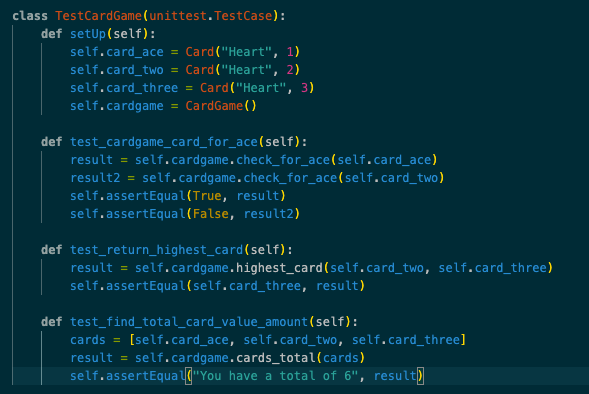 class TestCardGame(unittest.TestCase):
    def setUp(self):
        self.card_ace = Card("Heart", 1)
        self.card_two = Card("Heart", 2)
        self.card_three = Card("Heart", 3)
        self.cardgame = CardGame()

    def test_cardgame_card_for_ace(self):
        result = self.cardgame.check_for_ace(self.card_ace)
        result2 = self.cardgame.check_for_ace(self.card_two)
        self.assertEqual(True, result)
        self.assertEqual(False, result2)

    def test_return_highest_card(self):
        result = self.cardgame.highest_card(self.card_two, self.card_three)
        self.assertEqual(self.card_three, result)

    def test_find_total_card_value_amount(self):
        cards = [self.card_ace, self.card_two, self.card_three]
        result = self.cardgame.cards_total(cards)
        self.assertEqual("You have a total of 6", result)